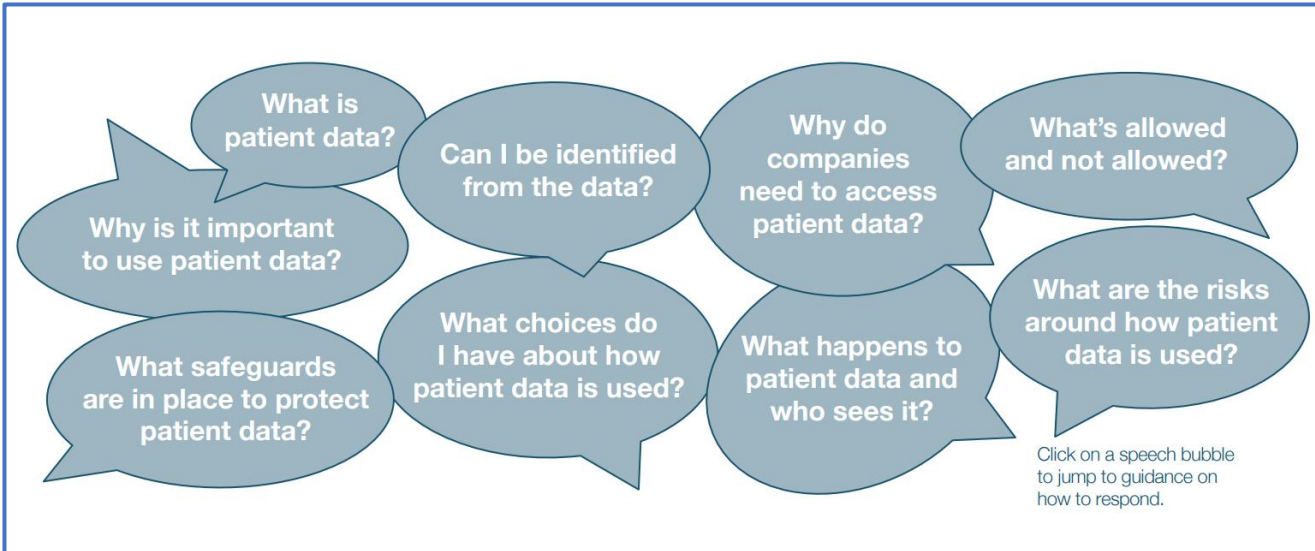 What is
patient data?
Can I be identified
from the data?
Why do
companies
need to access
patient data?
What’s allowed
and not allowed?
Why is it important
to use patient data?
What safeguards
are in place to protect
patient data?
What choices do
I have about how
patient data is used?
What happens to
patient data and
who sees it?
What are the risks
around how patient
data is used?
Click on a speech bubble
to jump to guidance on
how to respond.